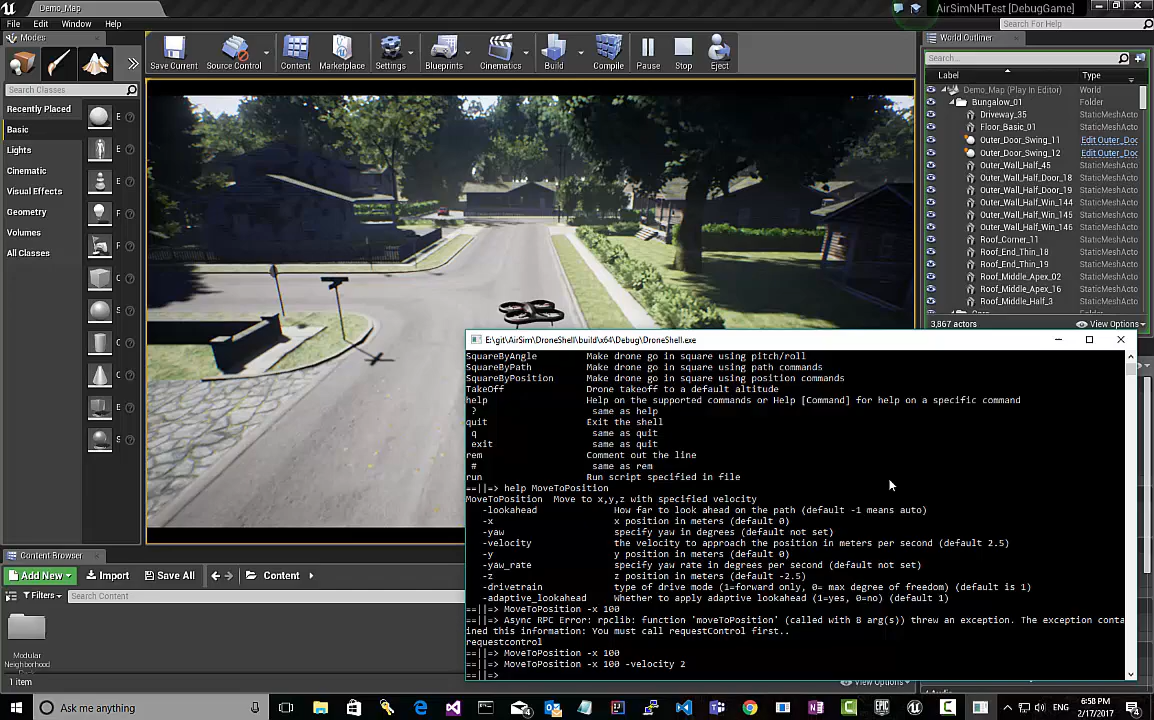 Demo_Map
AirSimNHTest [DebugGame]
File Edit Window Help
Search For Help
Modes
Search Classes
Recently Placed
Basic
Lights
Cinematic
Visual Effects
Geometry
Volumes
All Classes
E
E
E
E
F
C
C
C
C
C
S
Save Current Source Control Content Marketplace Settings Blueprints Cinematics Build Compile Pause Stop Eject
World Outliner
Search...
Label Type
Demo_Map (Play In Editor) World
Bungalow_01 Folder
Driveway_35 StaticMeshActo
Floor_Basic_01 StaticMeshActo
Outer_Door_Swing_11 Edit Outer_Doc
Outer_Door_Swing_12 Edit Outer_Doc
Outer_Wall_Half_45 StaticMeshActo
Outer_Wall_Half_Door_18 StaticMeshActo
Outer_Wall_Half_Door_19 StaticMeshActo
Outer_Wall_Half_Win_144 StaticMeshActo
Outer_Wall_Half_Win_145 StaticMeshActo
Outer_Wall_Half_Win_146 StaticMeshActo
Roof_Corner_11 StaticMeshActo
Roof_End_Thin_18 StaticMeshActo
Roof_End_Thin_19 StaticMeshActo
Roof_Middle_Apex_02 StaticMeshActo
Roof_Middle_Apex_16 StaticMeshActo
Roof_Middle_Half_3 StaticMeshActo
3,867 actors View Options
E:\git\AirSim\DroneShell\build\x64\Debug\DroneShell.exe
SquareByAngle Make drone go in square using pitch/roll
SquareByPath Make drone go in square using path commands
SquareByPosition Make drone go in square using position commands
TakeOff Drone takeoff to a default altitude
help Help on the supported commands or Help [Command] for help on a specific command
? same as help
quit Exit the shell
q same as quit
exit same as quit
rem Comment out the line
# same as rem
run Run script specified in file
==||=> help MoveToPosition
MoveToPosition Move to x,y,z with specified velocity
-lookahead How far to look ahead on the path (default -1 means auto)
-x x position in meters (default 0)
-yaw specify yaw in degrees (default not set)
-velocity the velocity to approach the position in meters per second (default 2.5)
-y y position in meters (default 0)
-yaw_rate specify yaw rate in degrees per second (default not set)
-z z position in meters (default -2.5)
-drivetrain type of drive mode (1=forward only, 0= max degree of freedom) (default is 1)
-adaptive_lookahead Whether to apply adaptive lookahead (1=yes, 0=no) (default 1)
==||=> MoveToPosition -x 100
==||=> Async RPC Error: rpclib: function 'moveToPosition' (called with 8 arg(s)) threw an exception. The exception conta
ined this information: You must call requestControl first..
requestcontrol
==||=> MoveToPosition -x 100
==||=> MoveToPosition -x 100 -velocity 2
==||=>
Content Browser
Add New Import Save All Content
Filters Search Content
Modular
Neighborhood
1 item
View Options
Ask me anything
ENG
6:58 PM
2/17/2017